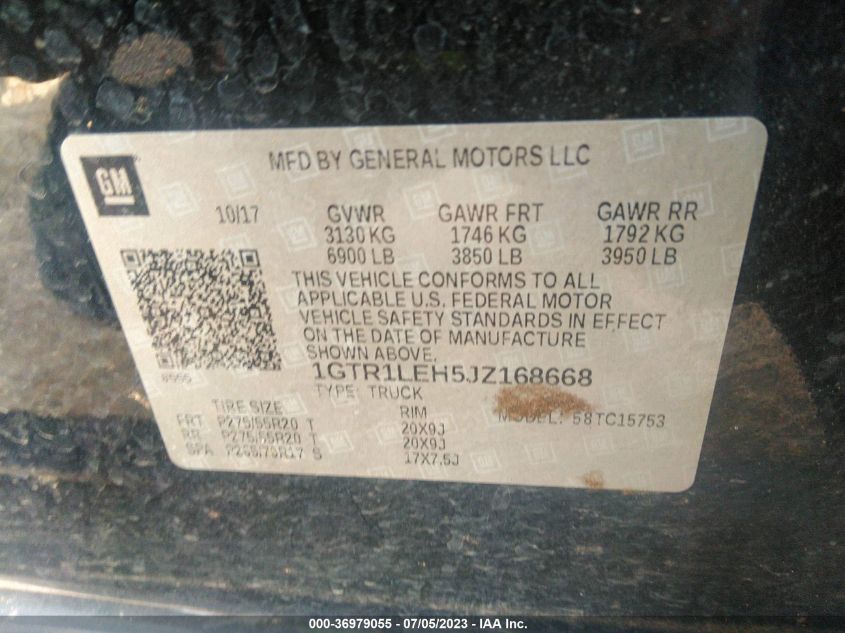 GM
MFD BY GENERAL MOTORS LLC
10/17 GVWR GAWR FRT GAWR RR
3130 KG 1746 KG 1792 KG
6900 LB 3850 LB 3950 LB
THIS VEHICLE CONFORMS TO ALL
APPLICABLE U.S. FEDERAL MOTOR
VEHICLE SAFETY STANDARDS IN EFFECT
ON THE DATE OF MANUFACTURE
SHOWN ABOVE.
1GTR1LEH5JZ168668
TYPE: TRUCK
MODEL: 58TC15753
TIRE SIZE RIM
FRT P275/55R20 T 20X9J
RR P275/55R20 T 20X9J
SPA P265/70R17 S 17X7.5J
000-36979055 — 07/05/2023 — IAA Inc.